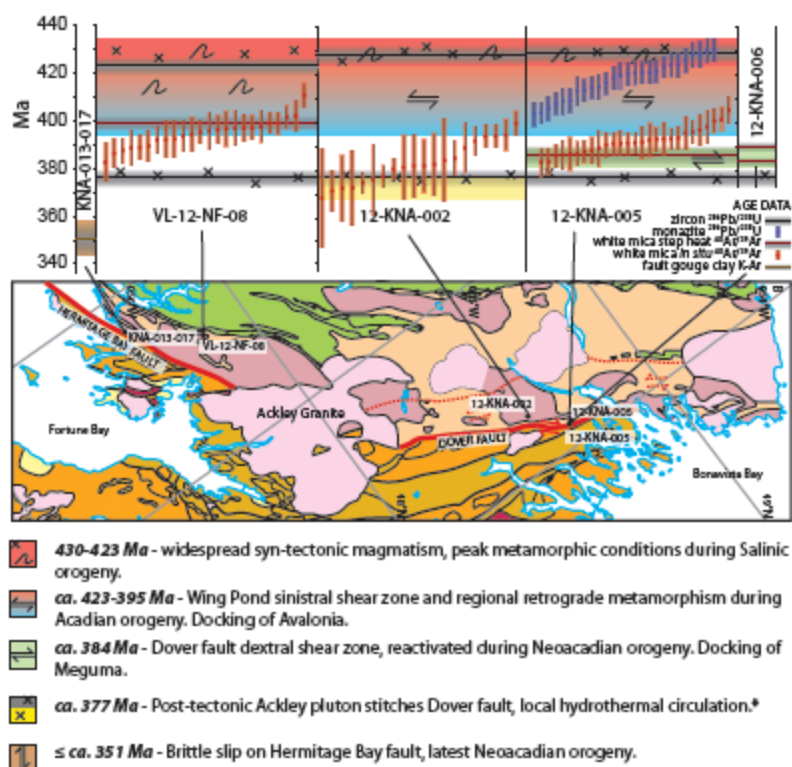 440
420
400
380
360
340
Ma
KNA-013-017
VL-12-NF-08
12-KNA-002
12-KNA-005
12-KNA-006
AGE DATA
zircon ²⁰⁶Pb/²³⁸U
monazite ²⁰⁶Pb/²³⁸U
white mica step heat ⁴⁰Ar/³⁹Ar
white mica in situ ⁴⁰Ar/³⁹Ar
fault gouge clay K-Ar
HERMITAGE BAY FAULT
KNA-013-017
VL-12-NF-08
Ackley Granite
Fortune Bay
12-KNA-002
12-KNA-005
12-KNA-005
DOVER FAULT
Bonavista Bay
48°N
49°N
430-423 Ma - widespread syn-tectonic magmatism, peak metamorphic conditions during Salinic
orogeny.
ca. 423-395 Ma - Wing Pond sinistral shear zone and regional retrograde metamorphism during
Acadian orogeny. Docking of Avalonia.
ca. 384 Ma - Dover fault dextral shear zone, reactivated during Neoacadian orogeny. Docking of
Meguma.
ca. 377 Ma - Post-tectonic Ackley pluton stitches Dover fault, local hydrothermal circulation.*
≤ ca. 351 Ma - Brittle slip on Hermitage Bay fault, latest Neoacadian orogeny.